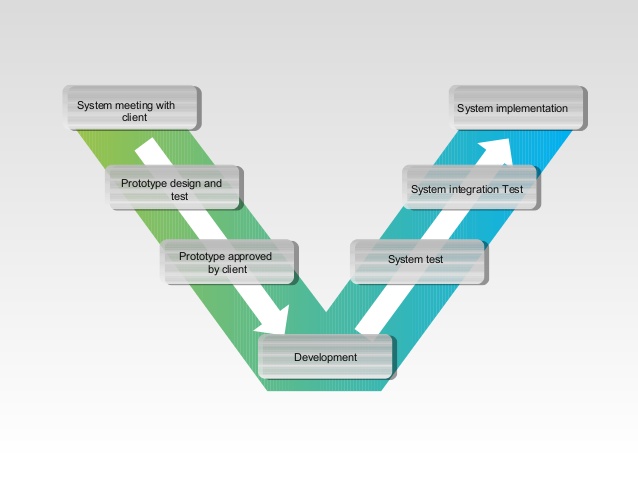 System meeting with
client
Prototype design and
test
Prototype approved
by client
Development
System test
System integration Test
System implementation